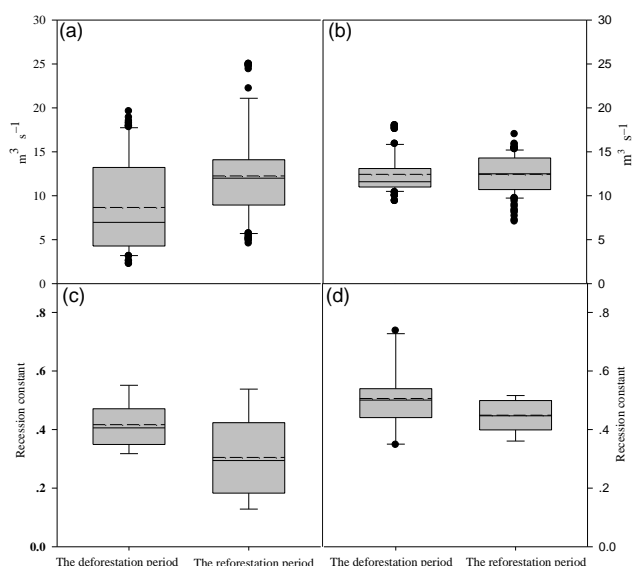 (a)
(b)
30
25
20
15
10
5
0
m³ s⁻¹
30
25
20
15
10
5
0
m³ s⁻¹
(c)
(d)
.8
.6
.4
.2
0.0
Recession constant
.8
.6
.4
.2
0.0
Recession constant
The deforestation period The reforestation period
The deforestation period The reforestation period